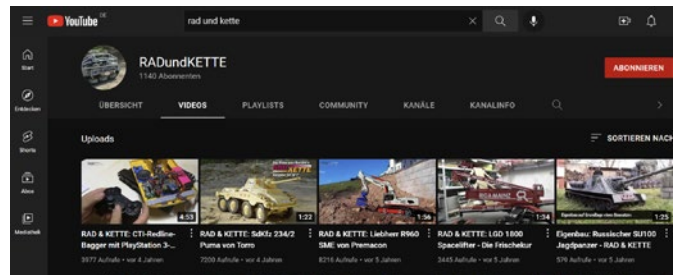 YouTube DE
rad und kette
RADundKETTE
1140 Abonnenten
ABONNIEREN
ÜBERSICHT VIDEOS PLAYLISTS COMMUNITY KANÄLE KANALINFO
Start
Entdecken
Shorts
Abos
Mediathek
Uploads
SORTIEREN NACH
4:53
RAD & KETTE: CTI-Redline-
Bagger mit PlayStation 3-...
3977 Aufrufe • vor 4 Jahren
1:22
RAD & KETTE: SdKfz 234/2
Puma von Torro
7200 Aufrufe • vor 4 Jahren
1:56
RAD & KETTE: Liebherr R960
SME von Premacon
8216 Aufrufe • vor 5 Jahren
RGA MAINZ
1:34
RAD & KETTE: LGD 1800
Spacelifter - Die Frischekur
3445 Aufrufe • vor 5 Jahren
1:25
Eigenbau: Russischer SU100
Jagdpanzer - RAD & KETTE
579 Aufrufe • vor 5 Jahren